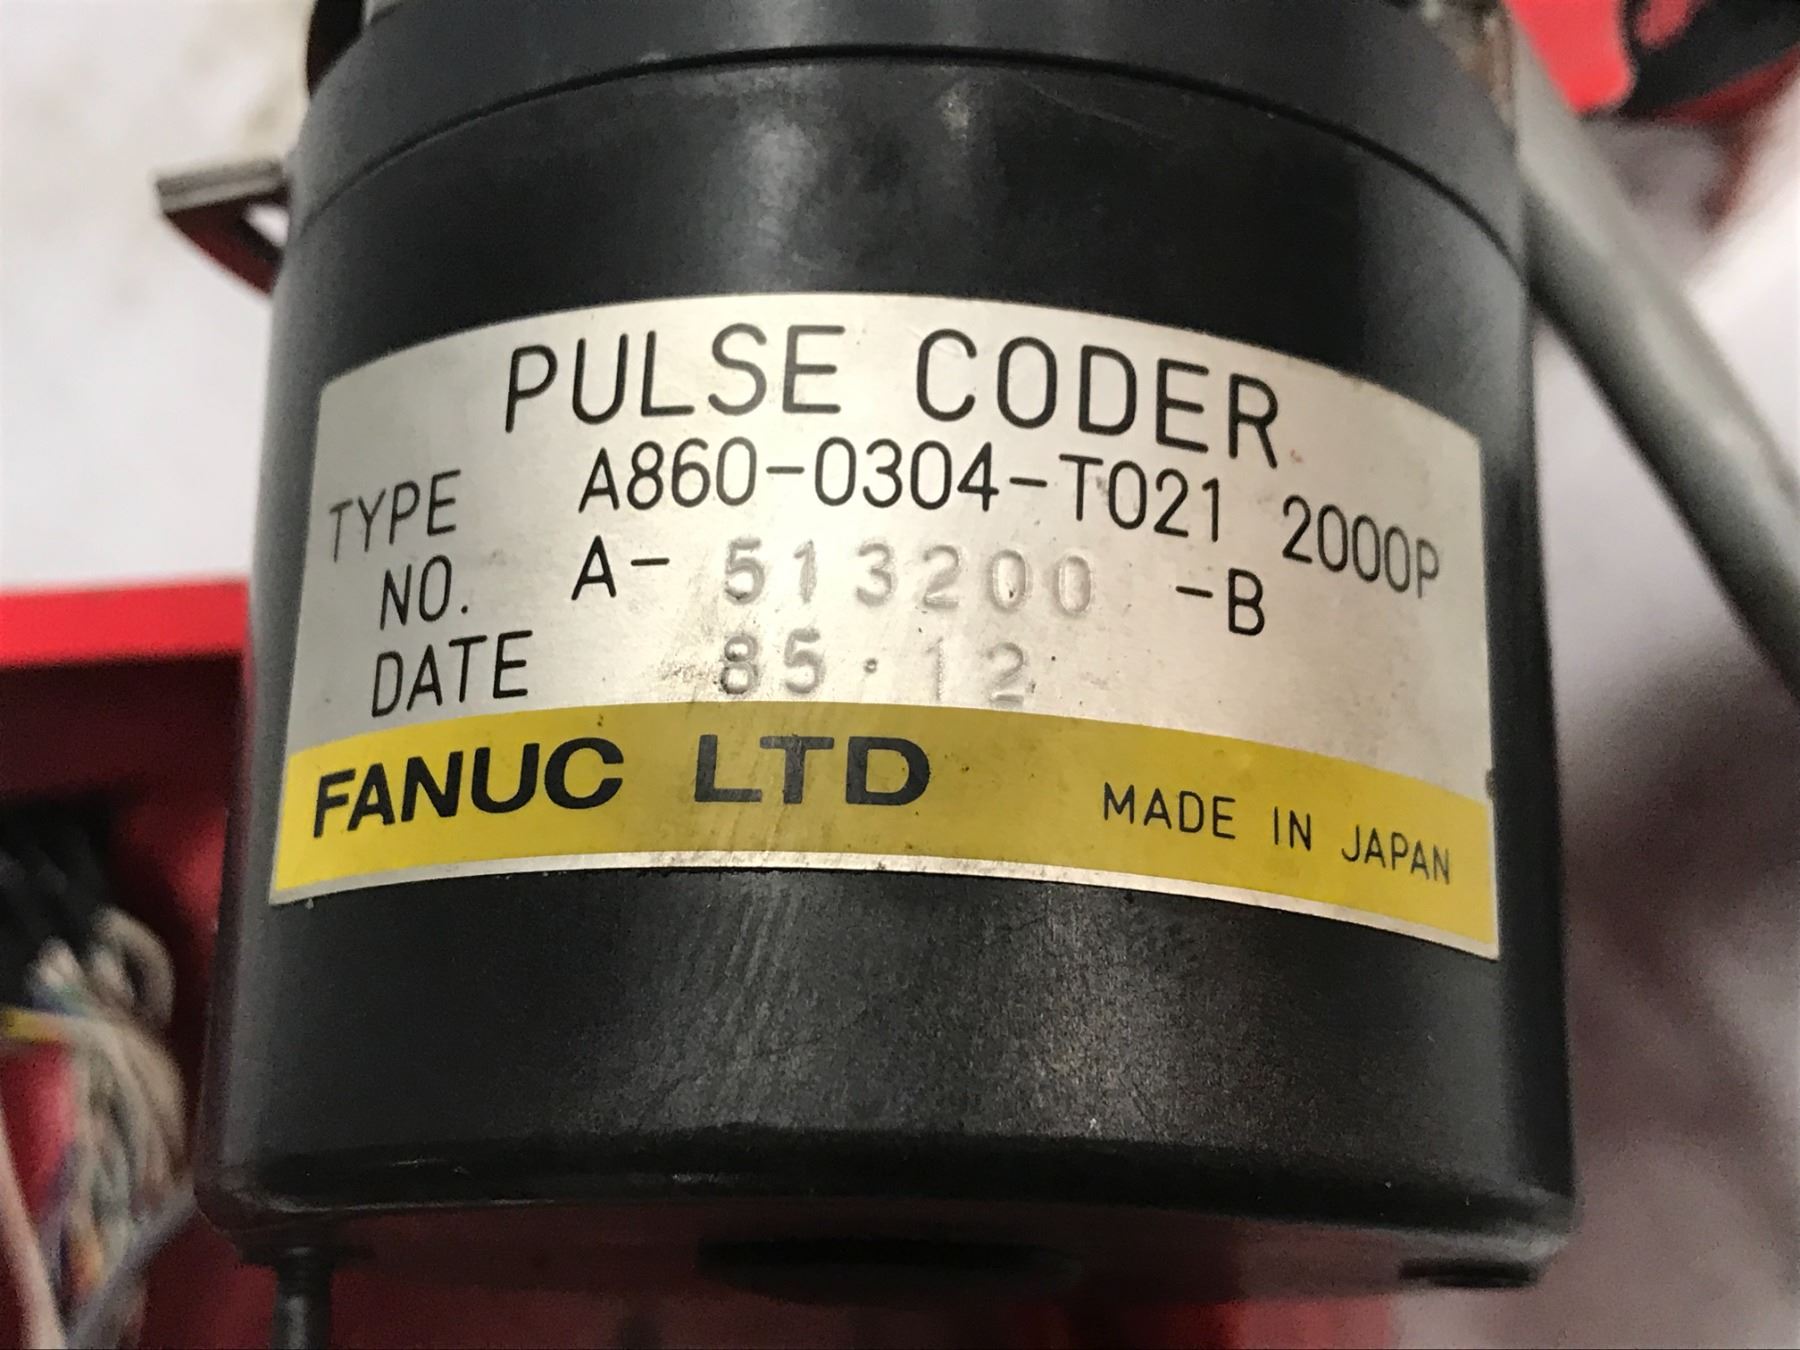 PULSE CODER
TYPE A860-0304-T021 2000P
NO. A- 513200 -B
DATE 85.12
FANUC LTD MADE IN JAPAN